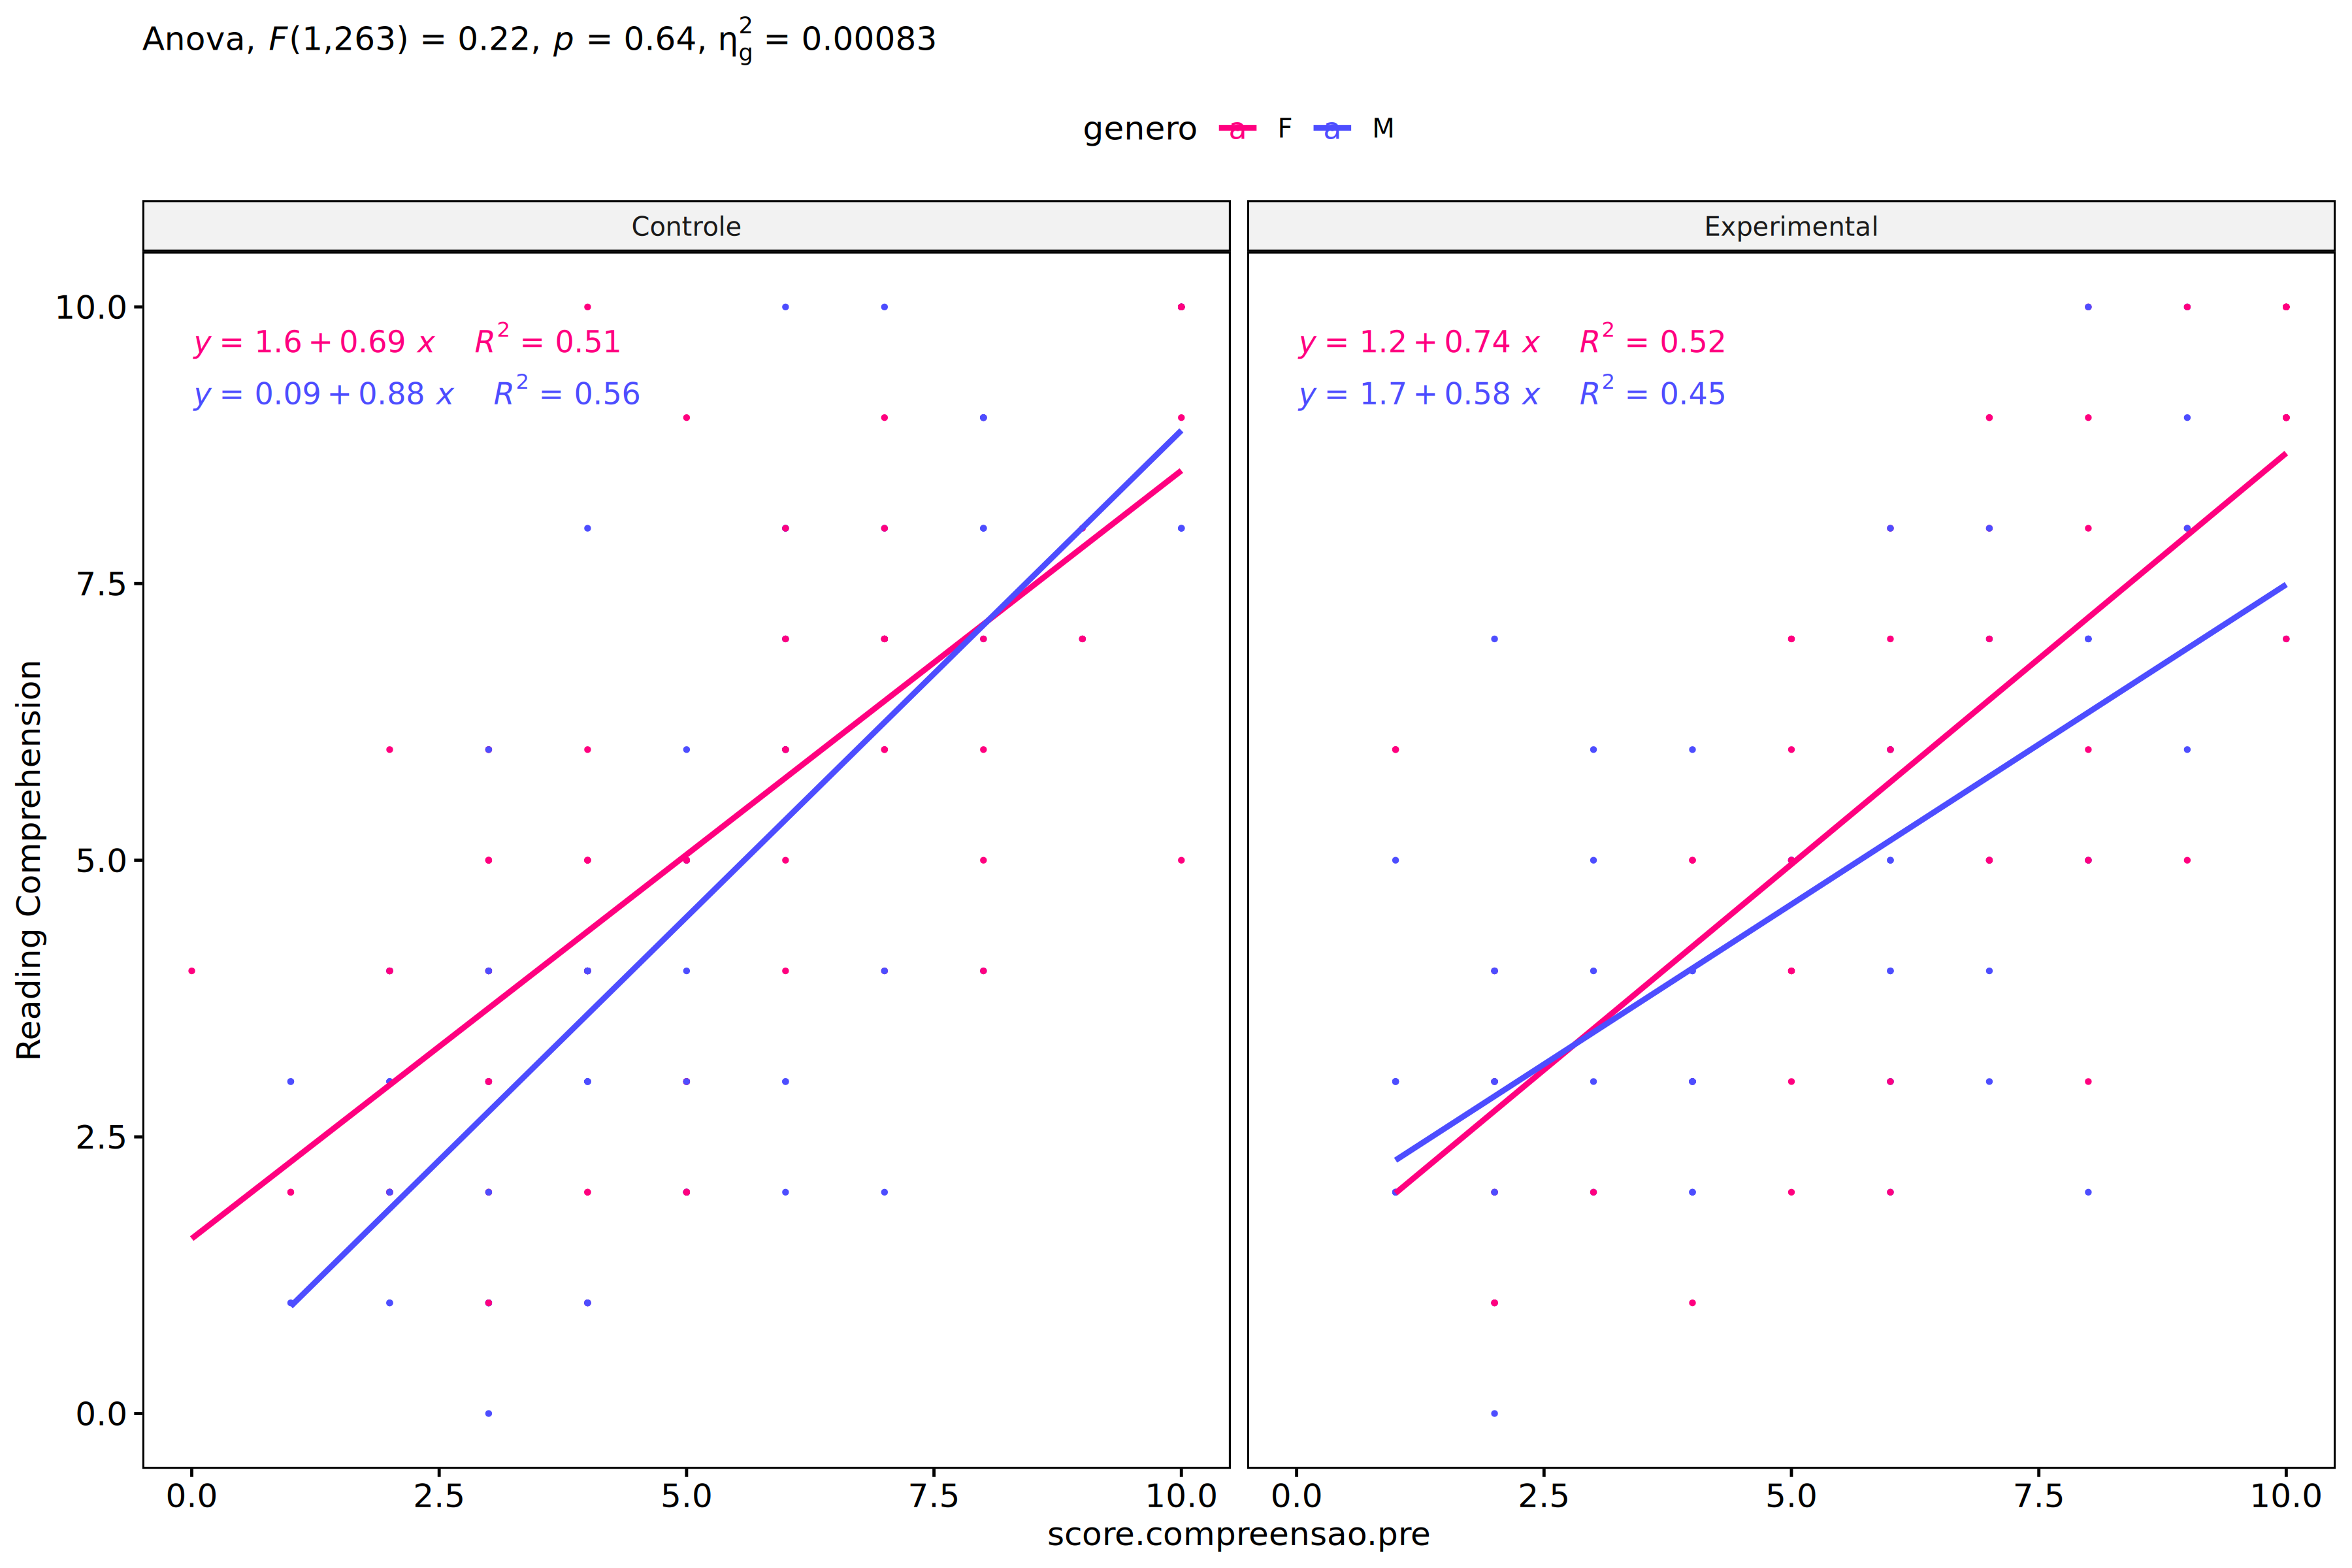 Anova, F(1,263) = 0.22, p = 0.64, η²g = 0.00083
genero a F a M
Controle
Experimental
y = 1.6 + 0.69 x R² = 0.51
y = 0.09 + 0.88 x R² = 0.56
y = 1.2 + 0.74 x R² = 0.52
y = 1.7 + 0.58 x R² = 0.45
Reading Comprehension
10.0
7.5
5.0
2.5
0.0
0.0 2.5 5.0 7.5 10.0 0.0 2.5 5.0 7.5 10.0
score.compreensao.pre